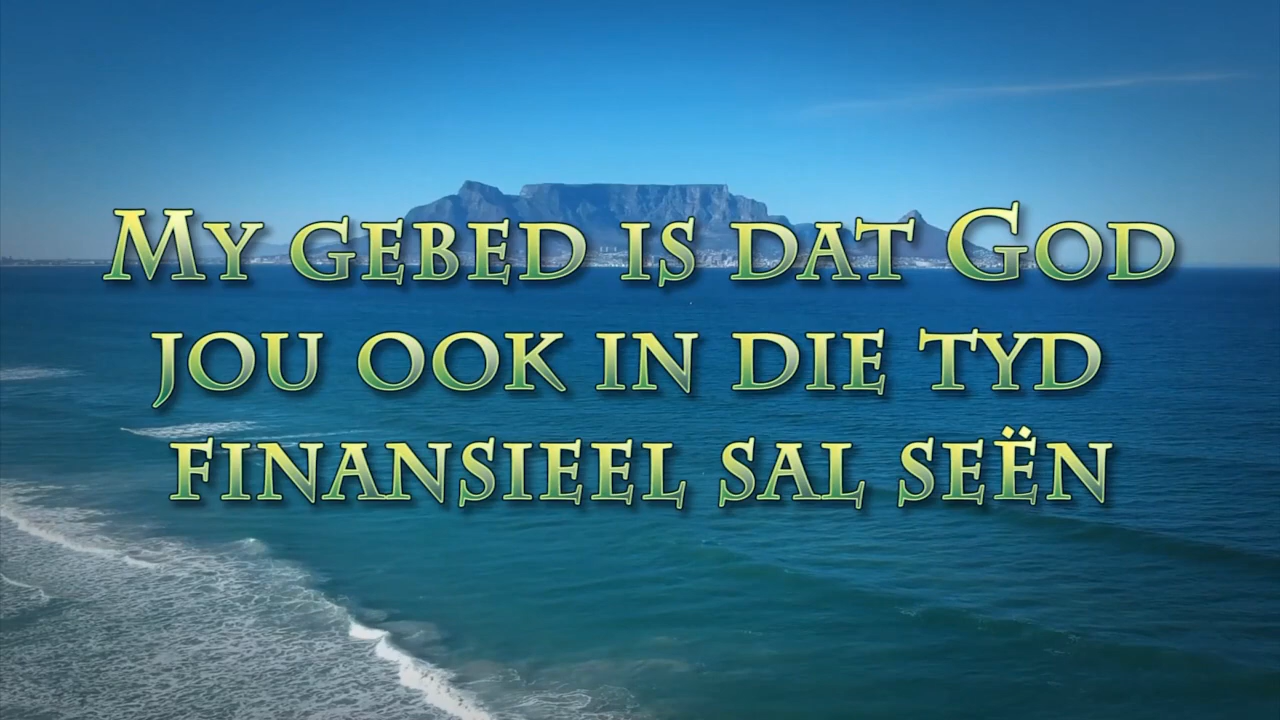 My gebed is dat God
jou ook in die tyd
finansieel sal seën